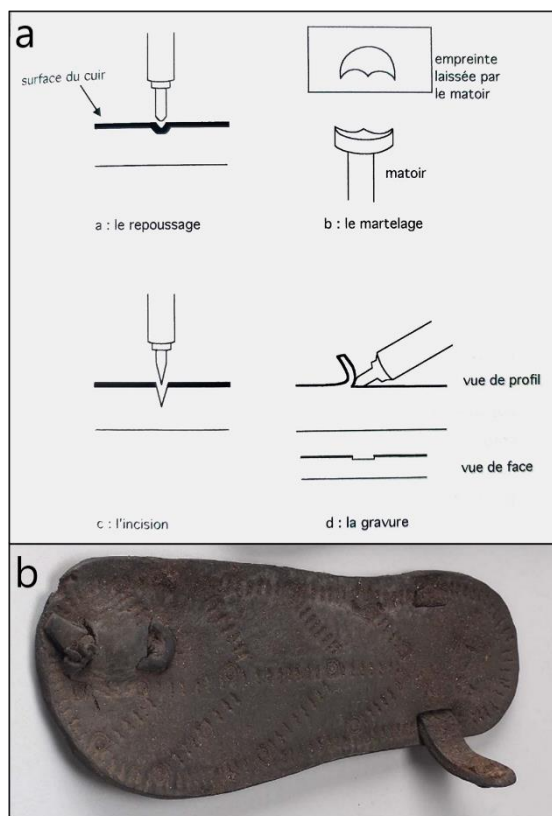 a
surface du cuir
a : le repoussage
empreinte
laissée par
le matoir
matoir
b : le martelage
c : l'incision
vue de profil
vue de face
d : la gravure
b